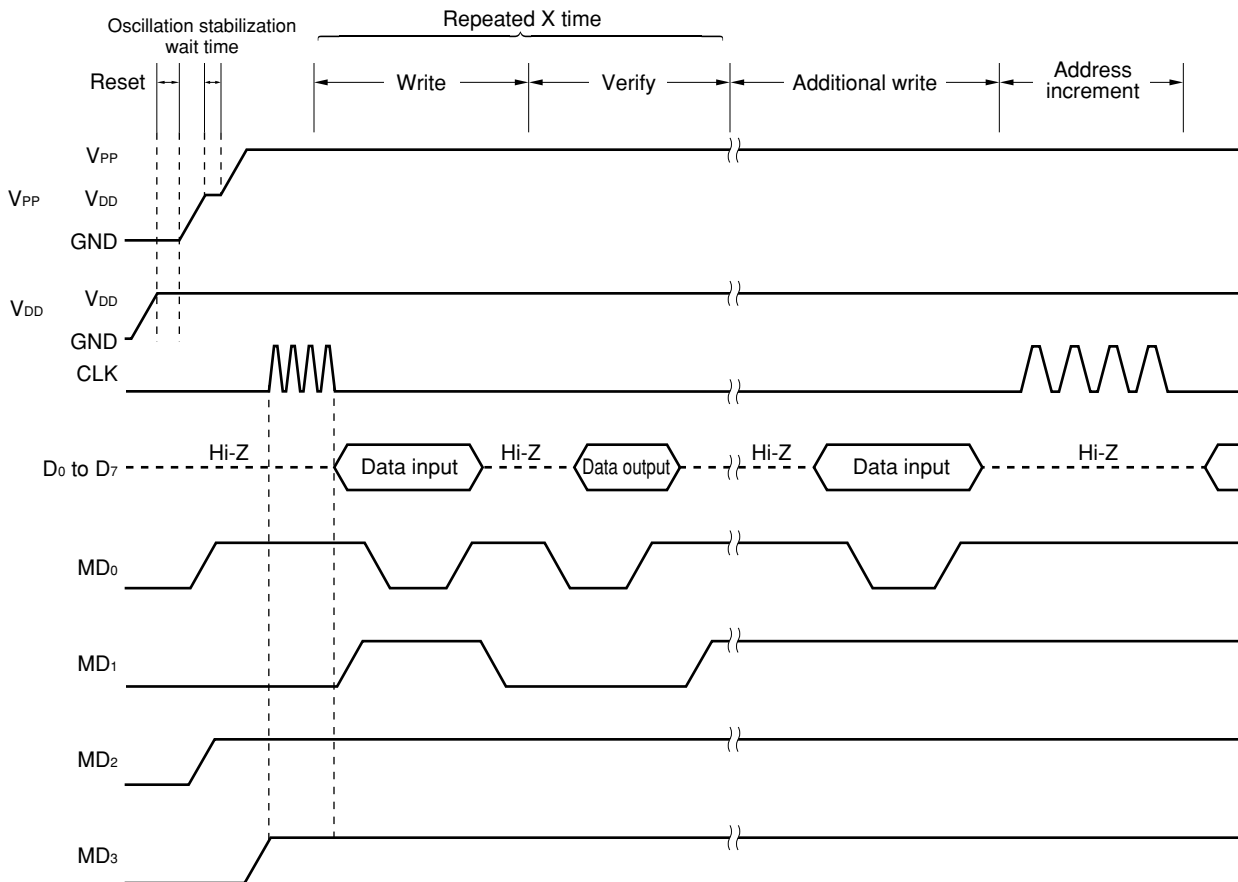 Oscillation stabilization
wait time
Repeated X time
Reset
Write
Verify
Additional write
Address
increment
VPP
VPP
VDD
GND
VDD
VDD
GND
CLK
D0 to D7
Hi-Z
Data input
Hi-Z
Data output
Hi-Z
Data input
Hi-Z
MD0
MD1
MD2
MD3